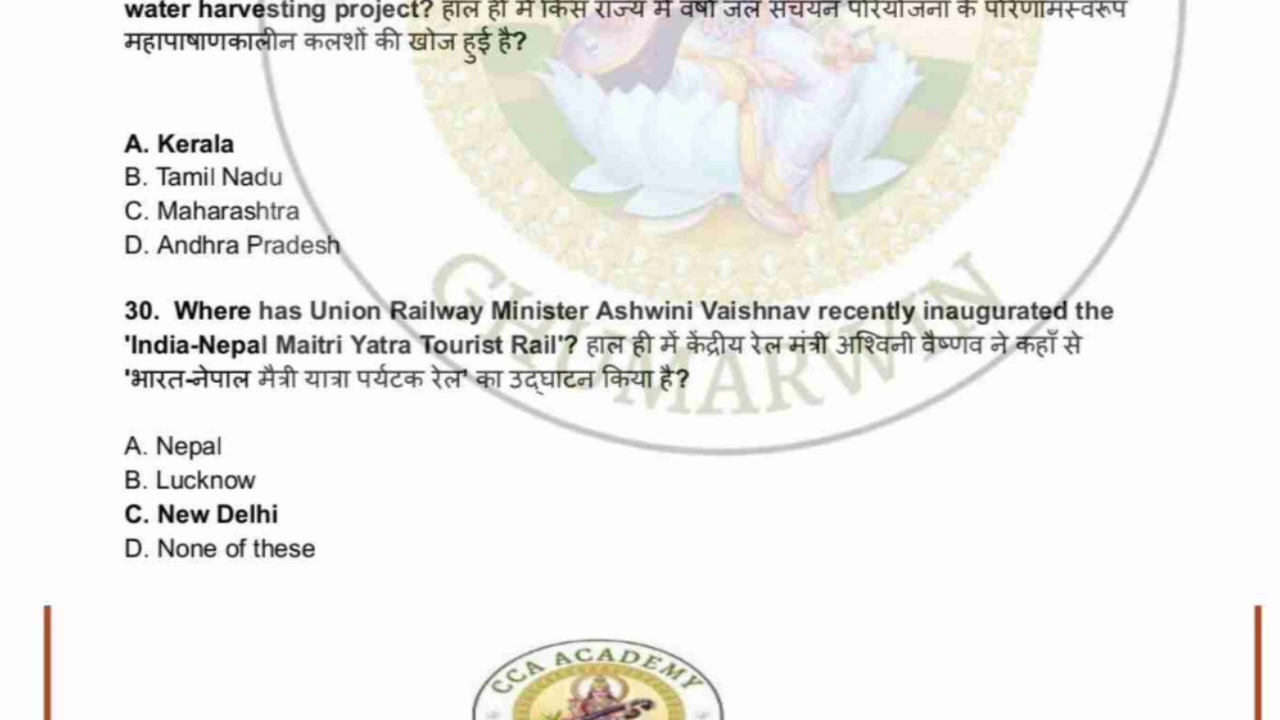 water harvesting project? हाल ही में किस राज्य में वर्षा जल संचयन परियोजना के परिणामस्वरूप
महापाषाणकालीन कलशों की खोज हुई है?
A. Kerala
B. Tamil Nadu
C. Maharashtra
D. Andhra Pradesh
30. Where has Union Railway Minister Ashwini Vaishnav recently inaugurated the
'India-Nepal Maitri Yatra Tourist Rail'? हाल ही में केंद्रीय रेल मंत्री अश्विनी वैष्णव ने कहाँ से
'भारत-नेपाल मैत्री यात्रा पर्यटक रेल' का उद्घाटन किया है?
GHUMARWIN
A. Nepal
B. Lucknow
C. New Delhi
D. None of these
CCA ACADEMY